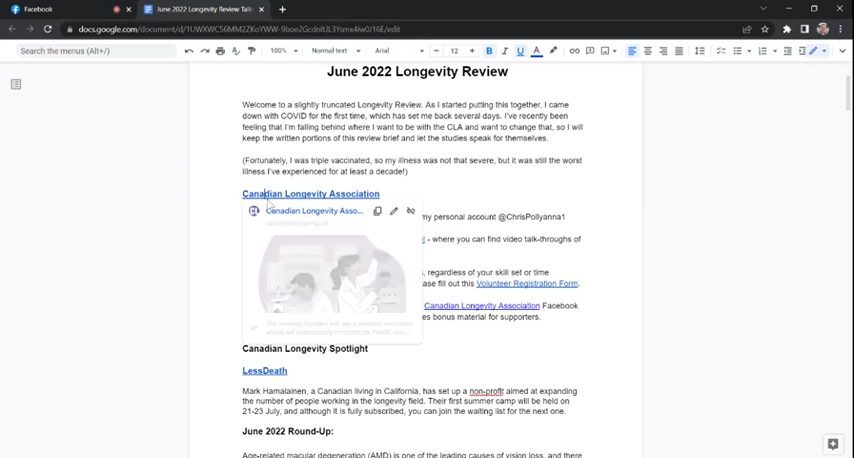 Facebook
June 2022 Longevity Review Talk
docs.google.com/document/d/1UWXWC56MM2ZKoYWW-9boe2GcdnltJL3Ysmx4lw0J16E/edit
Search the menus (Alt+/)
100%
Normal text
Arial
12
B I U A
June 2022 Longevity Review
Welcome to a slightly truncated Longevity Review. As I started putting this together, I came
down with COVID for the first time, which has set me back several days. I've recently been
feeling that I'm falling behind where I want to be with the CLA and want to change that, so I will
keep the written portions of this review brief and let the studies speak for themselves.
(Fortunately, I was triple vaccinated, so my illness was not that severe, but it was still the worst
illness I've experienced for at least a decade!)
Canadian Longevity Association
Canadian Longevity Asso...
my personal account @ChrisPollyanna1
- where you can find video talk-throughs of
, regardless of your skill set or time
ase fill out this Volunteer Registration Form.
Canadian Longevity Association Facebook
es bonus material for supporters.
Canadian Longevity Spotlight
LessDeath
Mark Hamalainen, a Canadian living in California, has set up a non-profit aimed at expanding
the number of people working in the longevity field. Their first summer camp will be held on
21-23 July, and although it is fully subscribed, you can join the waiting list for the next one.
June 2022 Round-Up:
Age-related macular degeneration (AMD) is one of the leading causes of vision loss, and there